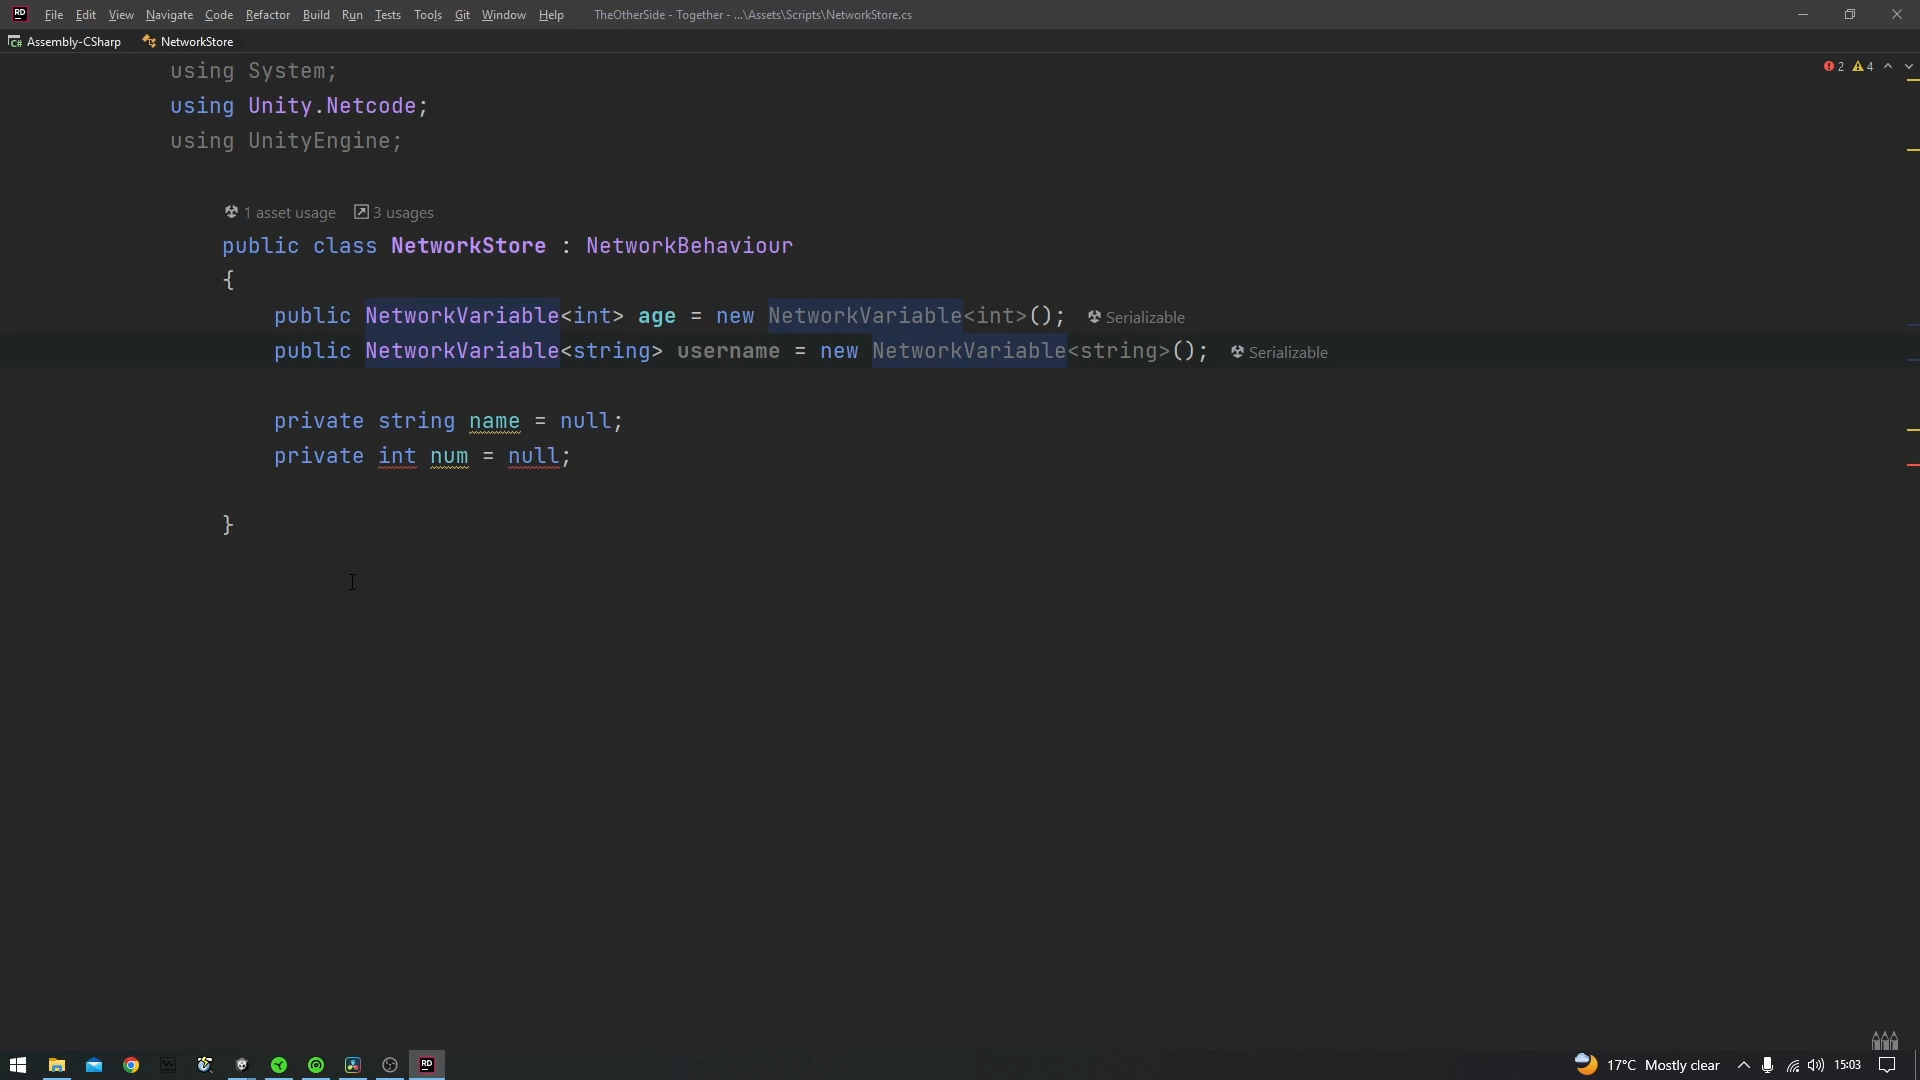 RD File Edit View Navigate Code Refactor Build Run Tests Tools Git Window Help TheOtherSide - Together - ...\Assets\Scripts\NetworkStore.cs
C# Assembly-CSharp NetworkStore
using System;
2 4
using Unity.Netcode;
using UnityEngine;
1 asset usage 3 usages
public class NetworkStore : NetworkBehaviour
{
public NetworkVariable<int> age = new NetworkVariable<int>(); Serializable
public NetworkVariable<string> username = new NetworkVariable<string>(); Serializable
private string name = null;
private int num = null;
}
RD 17°C Mostly clear 15:03